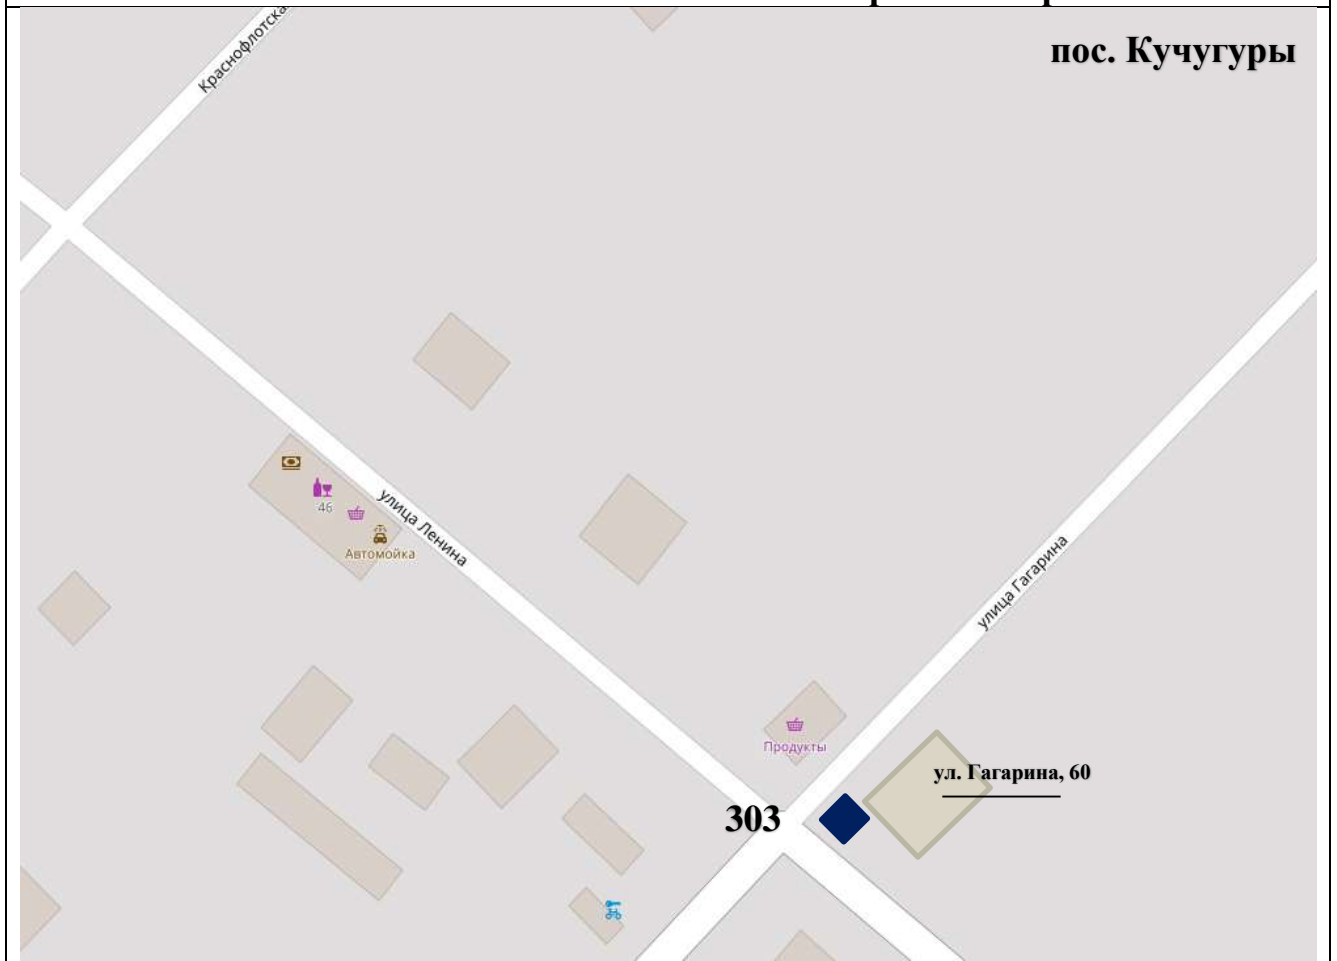 пос. Кучугуры
Краснофлотска
46
Автомойка
улица Ленина
улица Гагарина
Продукты
ул. Гагарина, 60
303